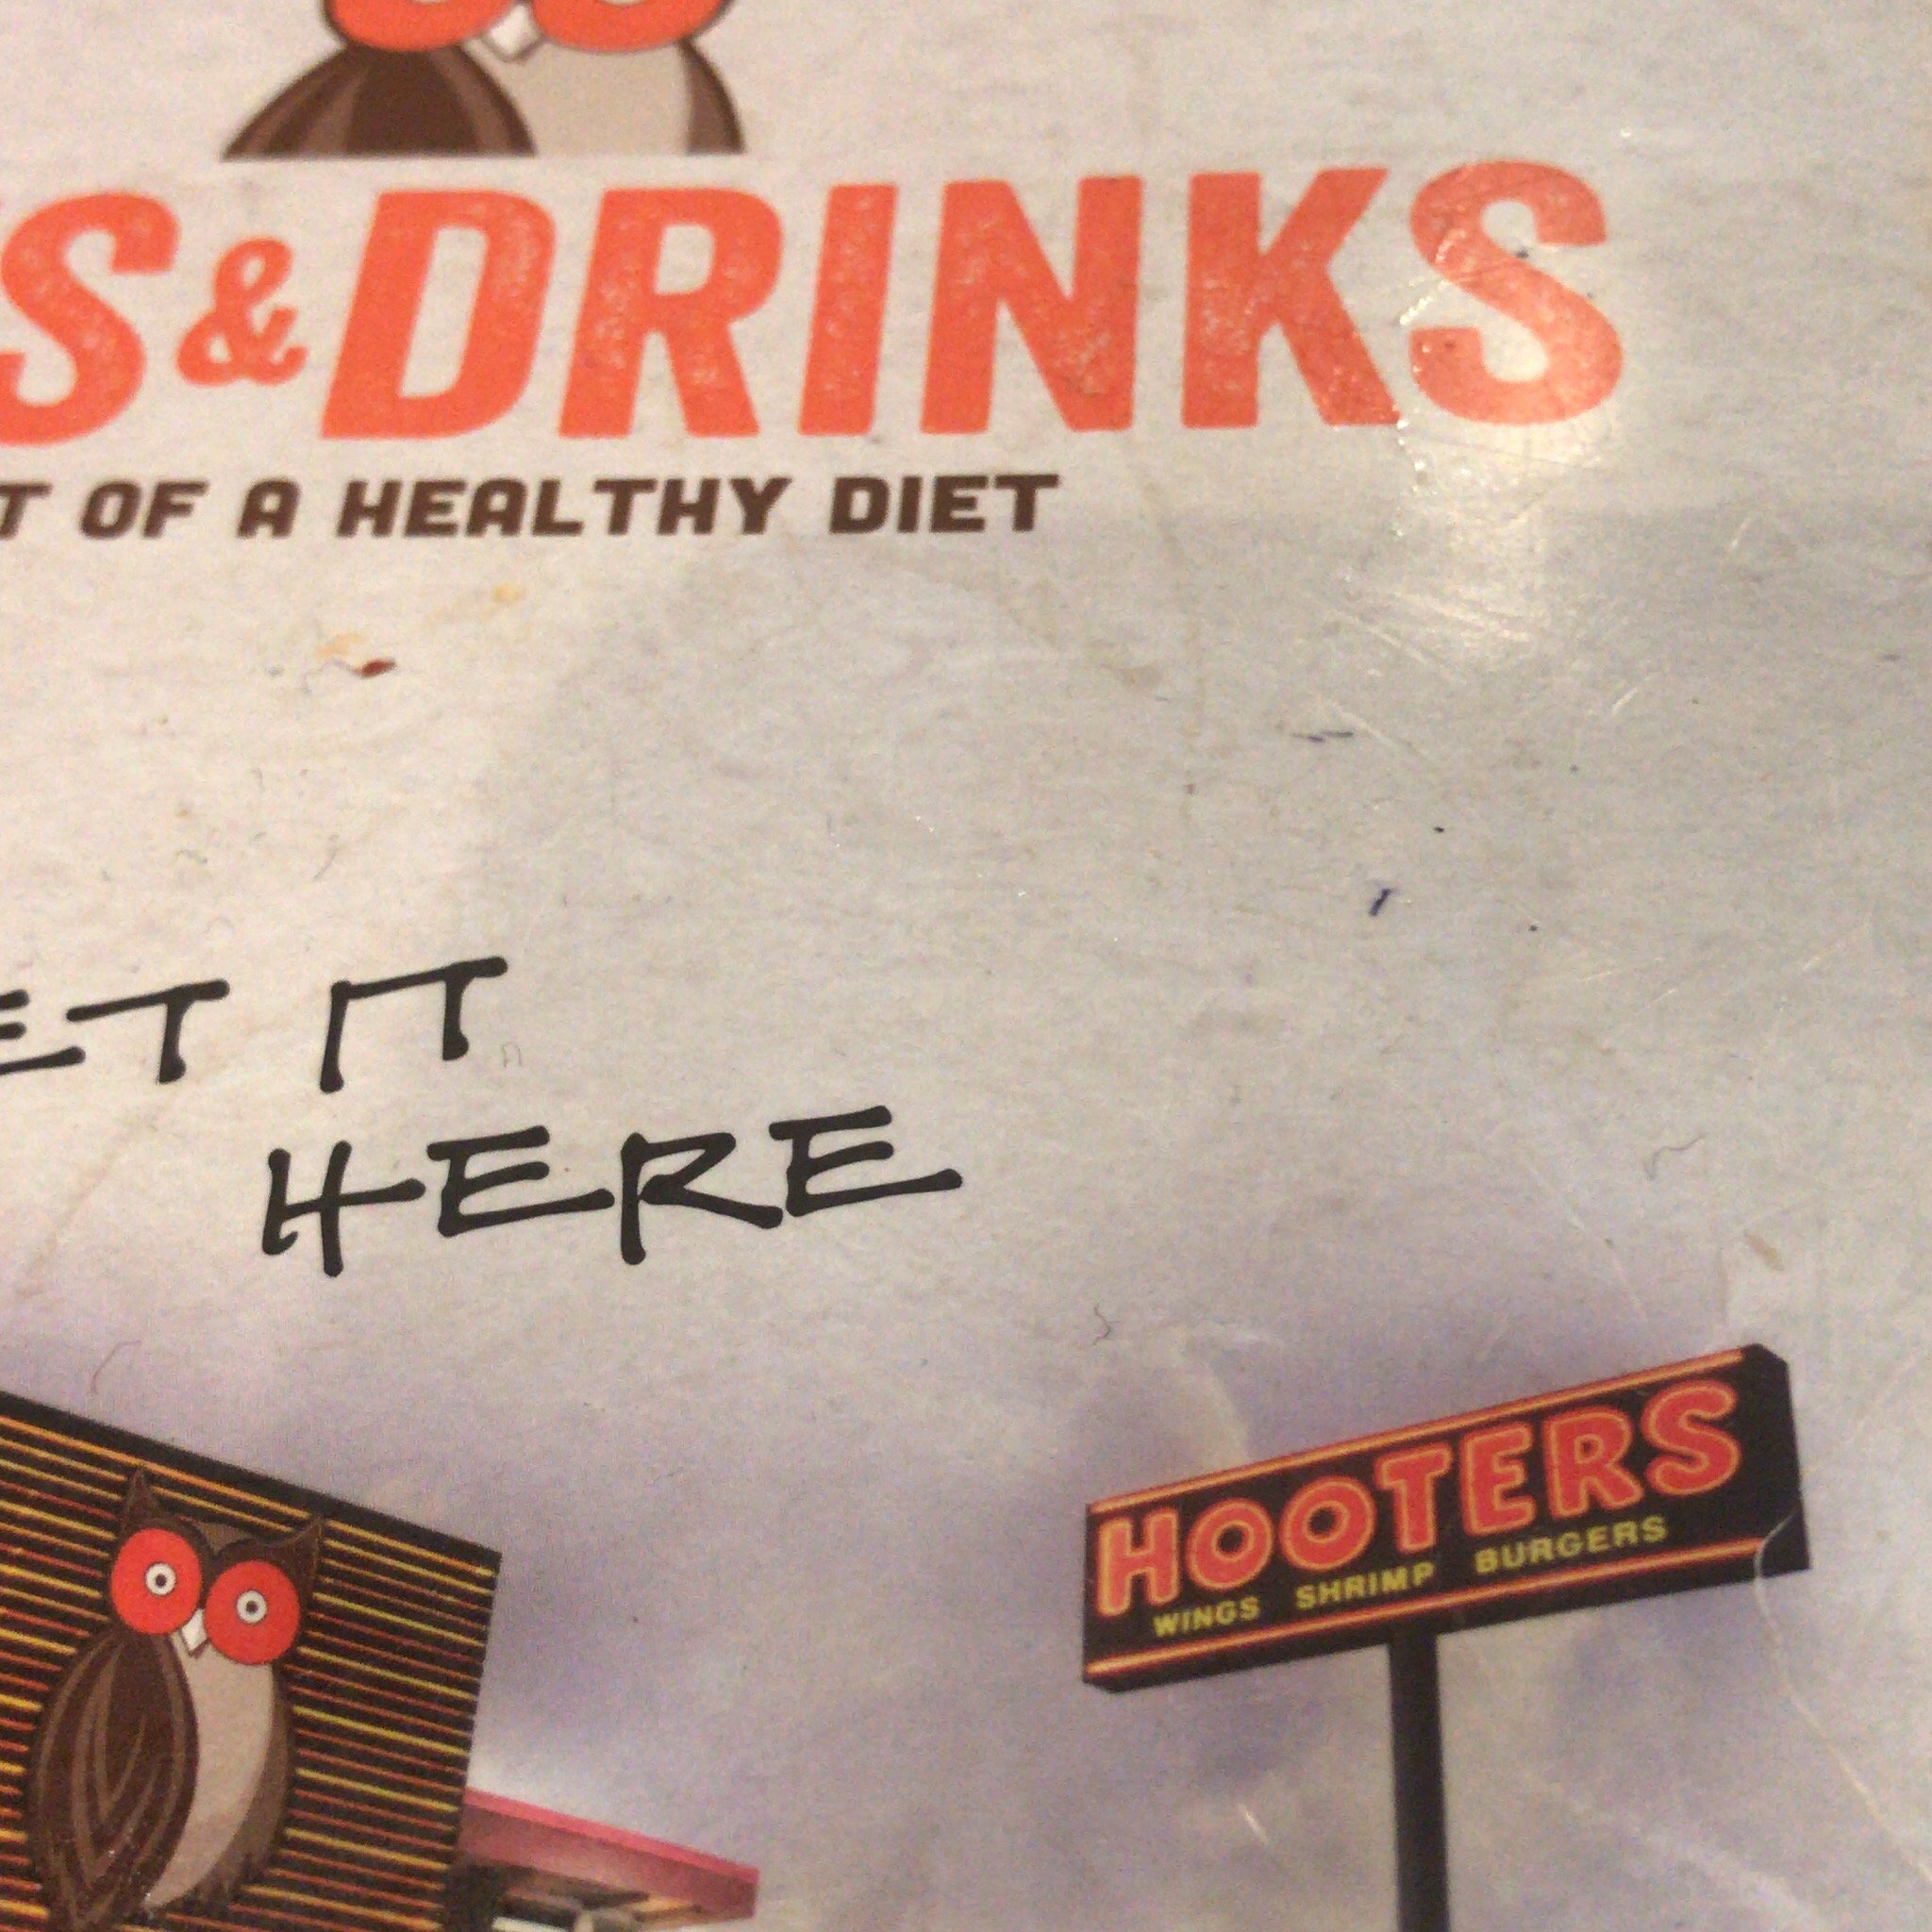 S & DRINKS
T OF A HEALTHY DIET
ET IT
HERE
HOOTERS
WINGS SHRIMP BURGERS